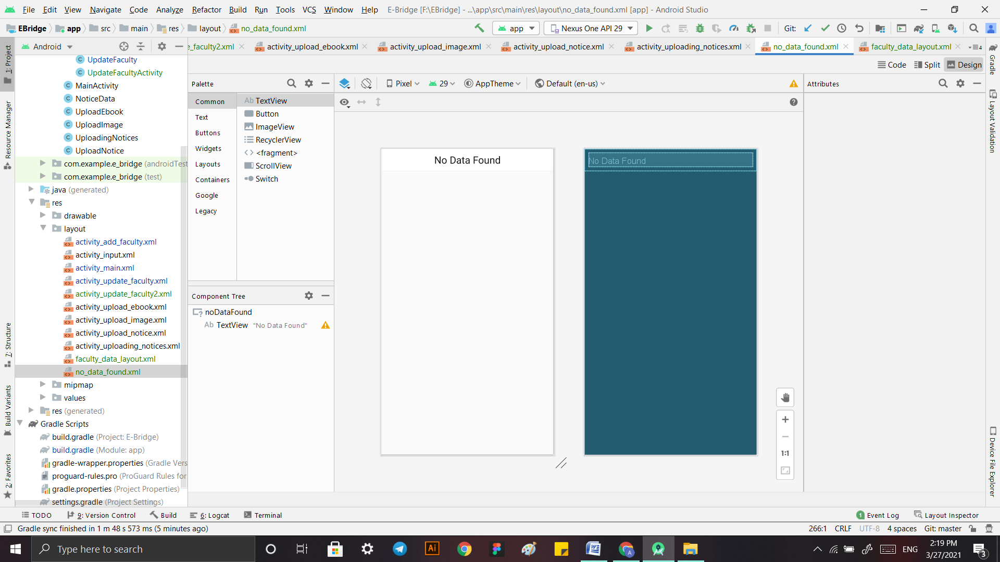 File Edit View Navigate Code Analyze Refactor Build Run Tools VCS Window Help E-Bridge [F:\EBridge] - ...\app\src\main\res\layout\no_data_found.xml [app] - Android Studio
EBridge app src main res layout no_data_found.xml app Nexus One API 29 Git:
Android e_faculty2.xml activity_upload_ebook.xml activity_upload_image.xml activity_upload_notice.xml activity_uploading_notices.xml no_data_found.xml faculty_data_layout.xml 4
Code Split Design
1: Project
Resource Manager
7: Structure
Build Variants
2: Favorites
UpdateFaculty
UpdateFacultyActivity
MainActivity
NoticeData
UploadEbook
UploadImage
UploadingNotices
UploadNotice
com.example.e_bridge (androidTest
com.example.e_bridge (test)
java (generated)
res
drawable
layout
activity_add_faculty.xml
activity_input.xml
activity_main.xml
activity_update_faculty.xml
activity_update_faculty2.xml
activity_upload_ebook.xml
activity_upload_image.xml
activity_upload_notice.xml
activity_uploading_notices.xml
faculty_data_layout.xml
no_data_found.xml
mipmap
values
res (generated)
Gradle Scripts
build.gradle (Project: E-Bridge)
build.gradle (Module: app)
gradle-wrapper.properties (Gradle Vers
proguard-rules.pro (ProGuard Rules for
gradle.properties (Project Properties)
settings.gradle (Project Settings)
Palette
Common
Text
Buttons
Widgets
Layouts
Containers
Google
Legacy
Ab TextView
Button
ImageView
RecyclerView
<fragment>
ScrollView
Switch
Component Tree
noDataFound
Ab TextView "No Data Found"
Pixel 29 AppTheme Default (en-us)
No Data Found
No Data Found
1:1
Attributes
Gradle
Layout Validation
Device File Explorer
TODO 9: Version Control Build 6: Logcat Terminal 1 Event Log Layout Inspector
Gradle sync finished in 1 m 48 s 573 ms (5 minutes ago) 266:1 CRLF UTF-8 4 spaces Git: master
Type here to search Ai ENG 2:19 PM
3/27/2021 3